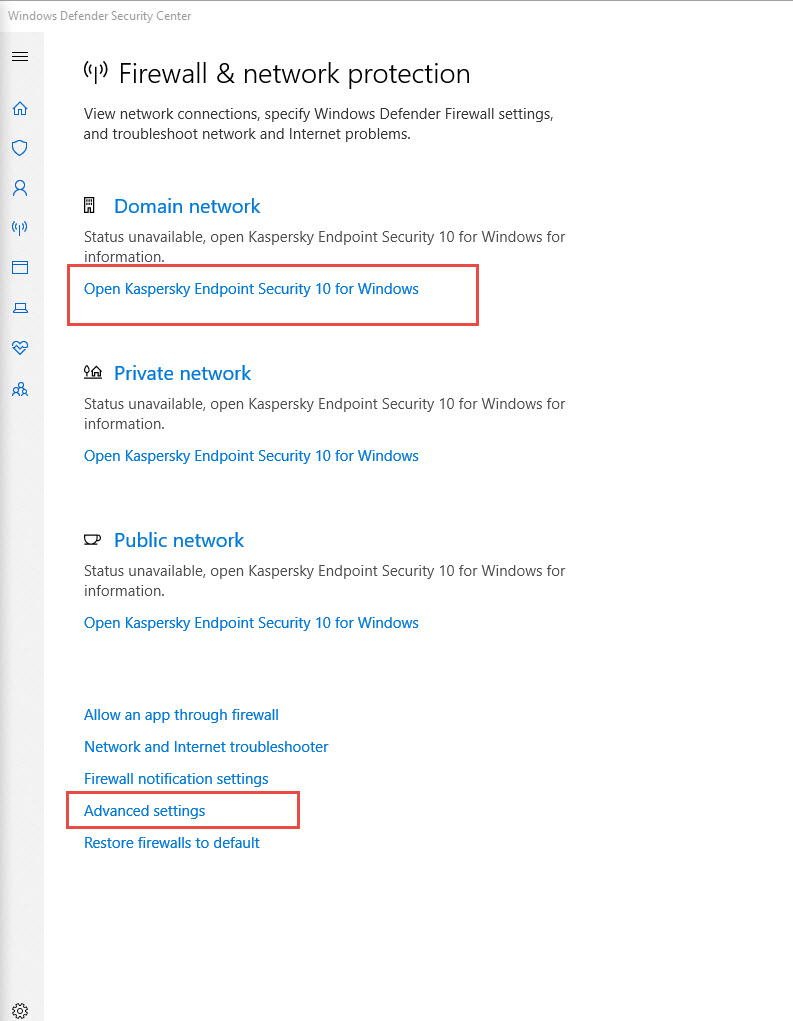 Windows Defender Security Center
Firewall & network protection
View network connections, specify Windows Defender Firewall settings,
and troubleshoot network and Internet problems.
Domain network
Status unavailable, open Kaspersky Endpoint Security 10 for Windows for
information.
Open Kaspersky Endpoint Security 10 for Windows
Private network
Status unavailable, open Kaspersky Endpoint Security 10 for Windows for
information.
Open Kaspersky Endpoint Security 10 for Windows
Public network
Status unavailable, open Kaspersky Endpoint Security 10 for Windows for
information.
Open Kaspersky Endpoint Security 10 for Windows
Allow an app through firewall
Network and Internet troubleshooter
Firewall notification settings
Advanced settings
Restore firewalls to default